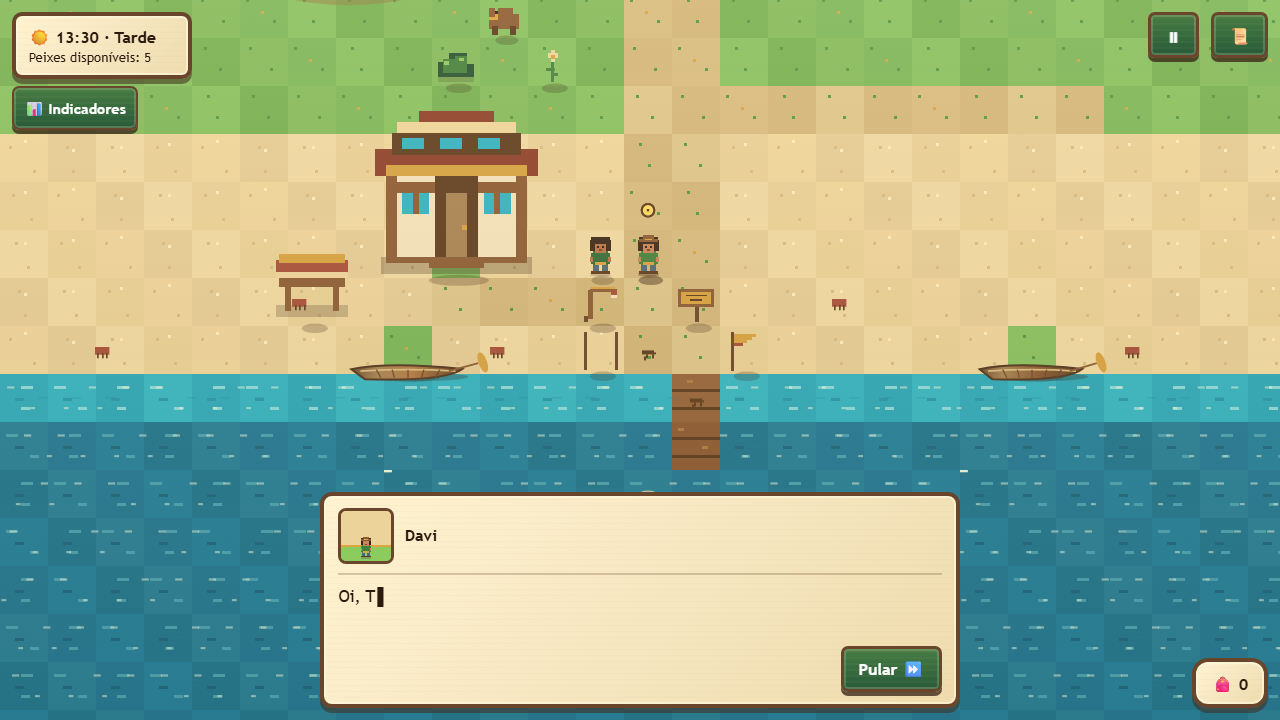 13:30 · Tarde
Peixes disponíveis: 5
Indicadores
Davi
Oi, T
Pular
0